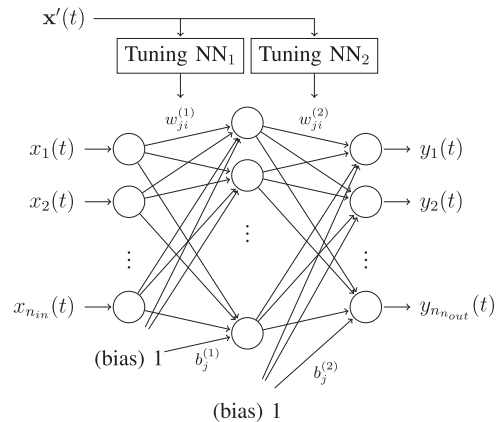 x′(t)
Tuning NN₁ Tuning NN₂
w_{ji}^{(1)} w_{ji}^{(2)}
x₁(t) y₁(t)
x₂(t) y₂(t)
⋮ ⋮ ⋮
x_{n_{in}}(t) y_{n_{n_{out}}}(t)
(bias) 1 b_j^{(1)} b_j^{(2)}
(bias) 1